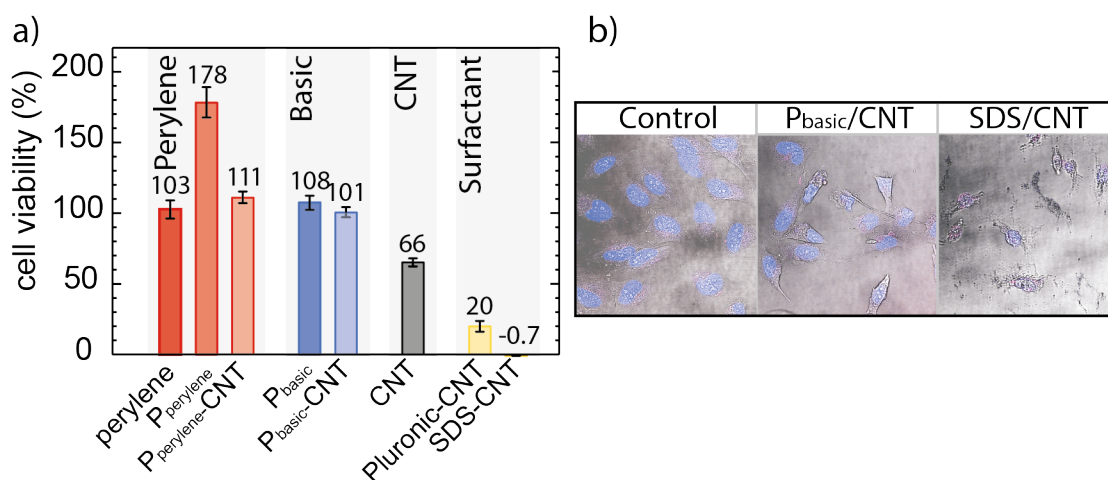 a)
cell viability (%)
200
150
100
50
0
Perylene
Basic
CNT
Surfactant
103
178
111
108
101
66
20
-0.7
perylene
Pperylene
Pperylene-CNT
Pbasic
Pbasic-CNT
CNT
Pluronic-CNT
SDS-CNT
b)
Control
Pbasic/CNT
SDS/CNT